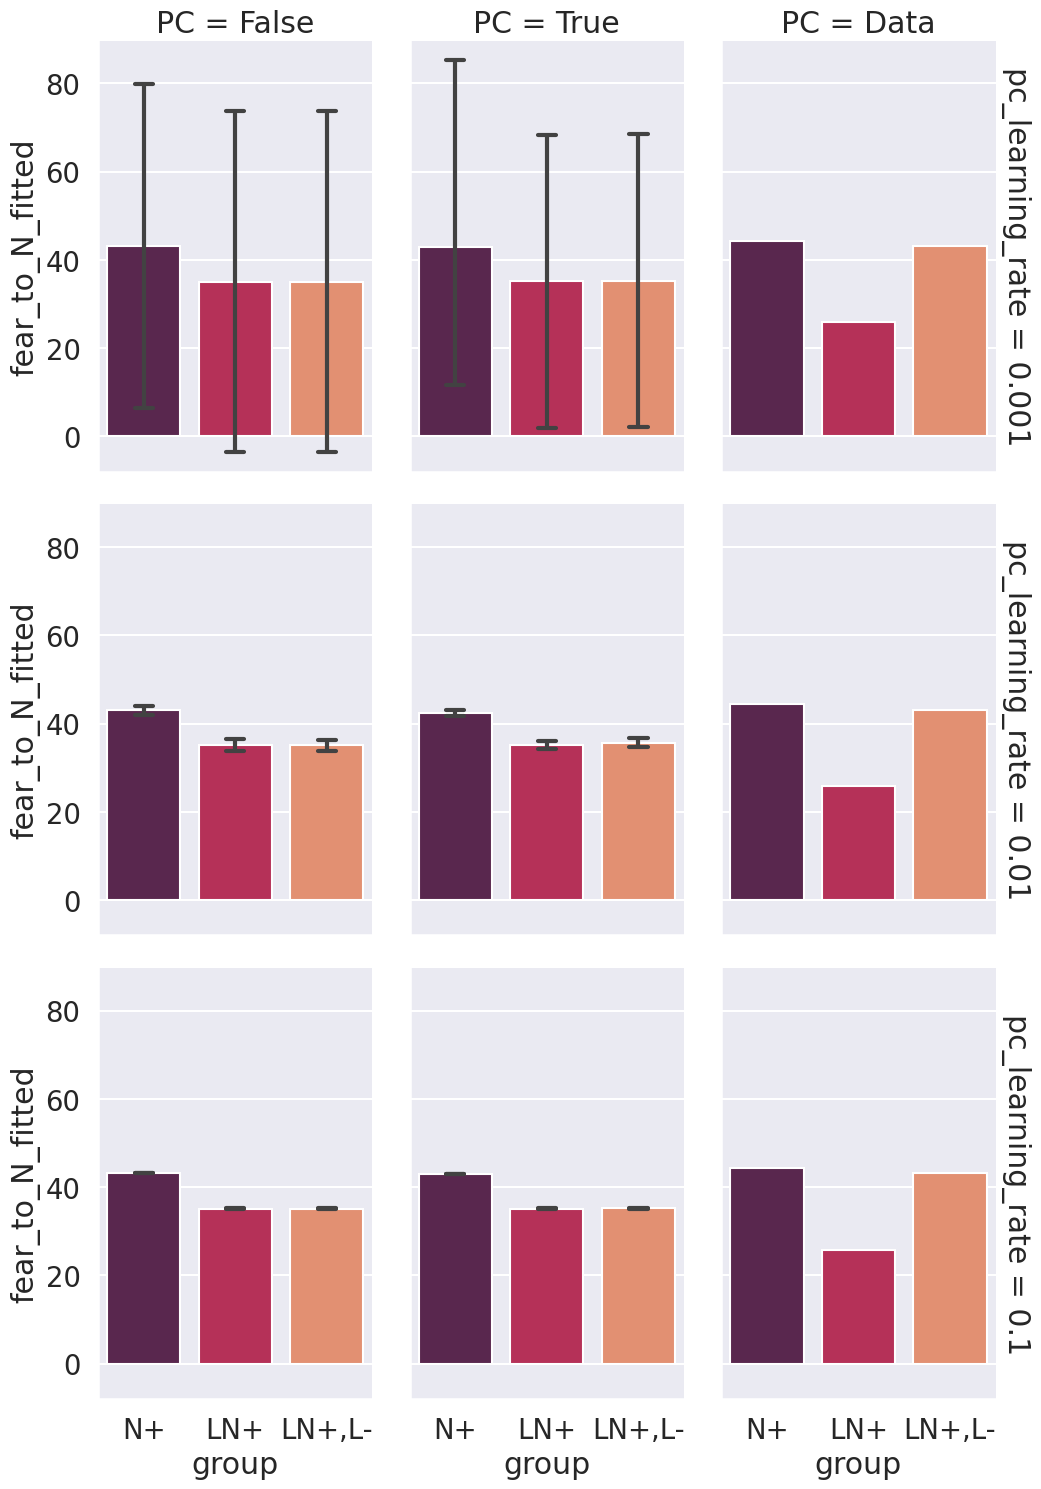 PC = False
PC = True
PC = Data
fear_to_N_fitted
80
60
40
20
0
pc_learning_rate = 0.001
fear_to_N_fitted
80
60
40
20
0
pc_learning_rate = 0.01
fear_to_N_fitted
80
60
40
20
0
pc_learning_rate = 0.1
N+ LN+ LN+,L-
group
N+ LN+ LN+,L-
group
N+ LN+ LN+,L-
group